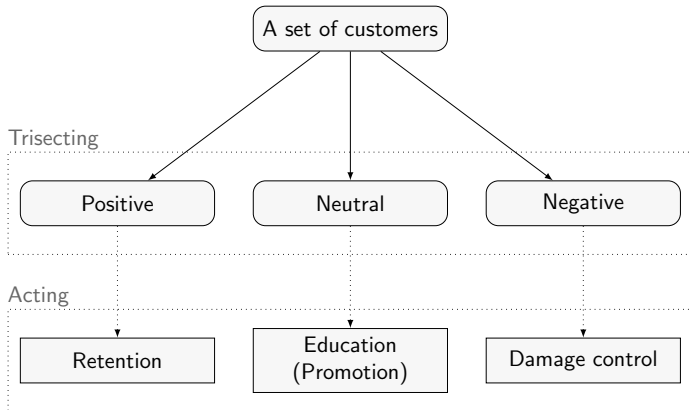 A set of customers
Trisecting
Positive
Neutral
Negative
Acting
Retention
Education
(Promotion)
Damage control